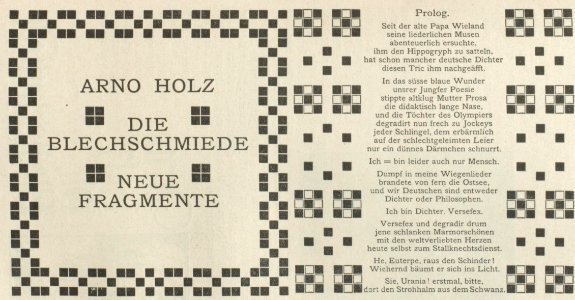 ARNO HOLZ
DIE
BLECHSCHMIEDE
NEUE
FRAGMENTE
Prolog.
Seit der alte Papa Wieland
seine liederlichen Musen
abenteuerlich ersuchte,
ihm den Hippogryph zu satteln,
hat schon mancher deutsche Dichter
diesen Tric ihm nachgeäfft.
In das süsse blaue Wunder
unsrer Jungfer Poesie
stippte altklug Mutter Prosa
die didaktisch lange Nase,
und die Töchter des Olympiers
degradirt nun frech zu Jockeys
jeder Schlingel, dem erbärmlich
auf der schlechtgeleimten Leier
nur ein dünnes Därmchen schnurrt.
Ich = bin leider auch nur Mensch.
Dumpf in meine Wiegenlieder
brandete von fern die Ostsee,
und wir Deutschen sind entweder
Dichter oder Philosophen.
Ich bin Dichter. Versefex.
Versefex und degradir drum
jene schlanken Marmorschönen
mit den weltverliebten Herzen
heute selbst zum Stallknechtsdienst.
He, Euterpe, raus den Schinder!
Wiehernd bäumt er sich ins Licht.
Sie, Urania! erstmal, bitte,
dort den Strohhalm aus dem Schwanz.